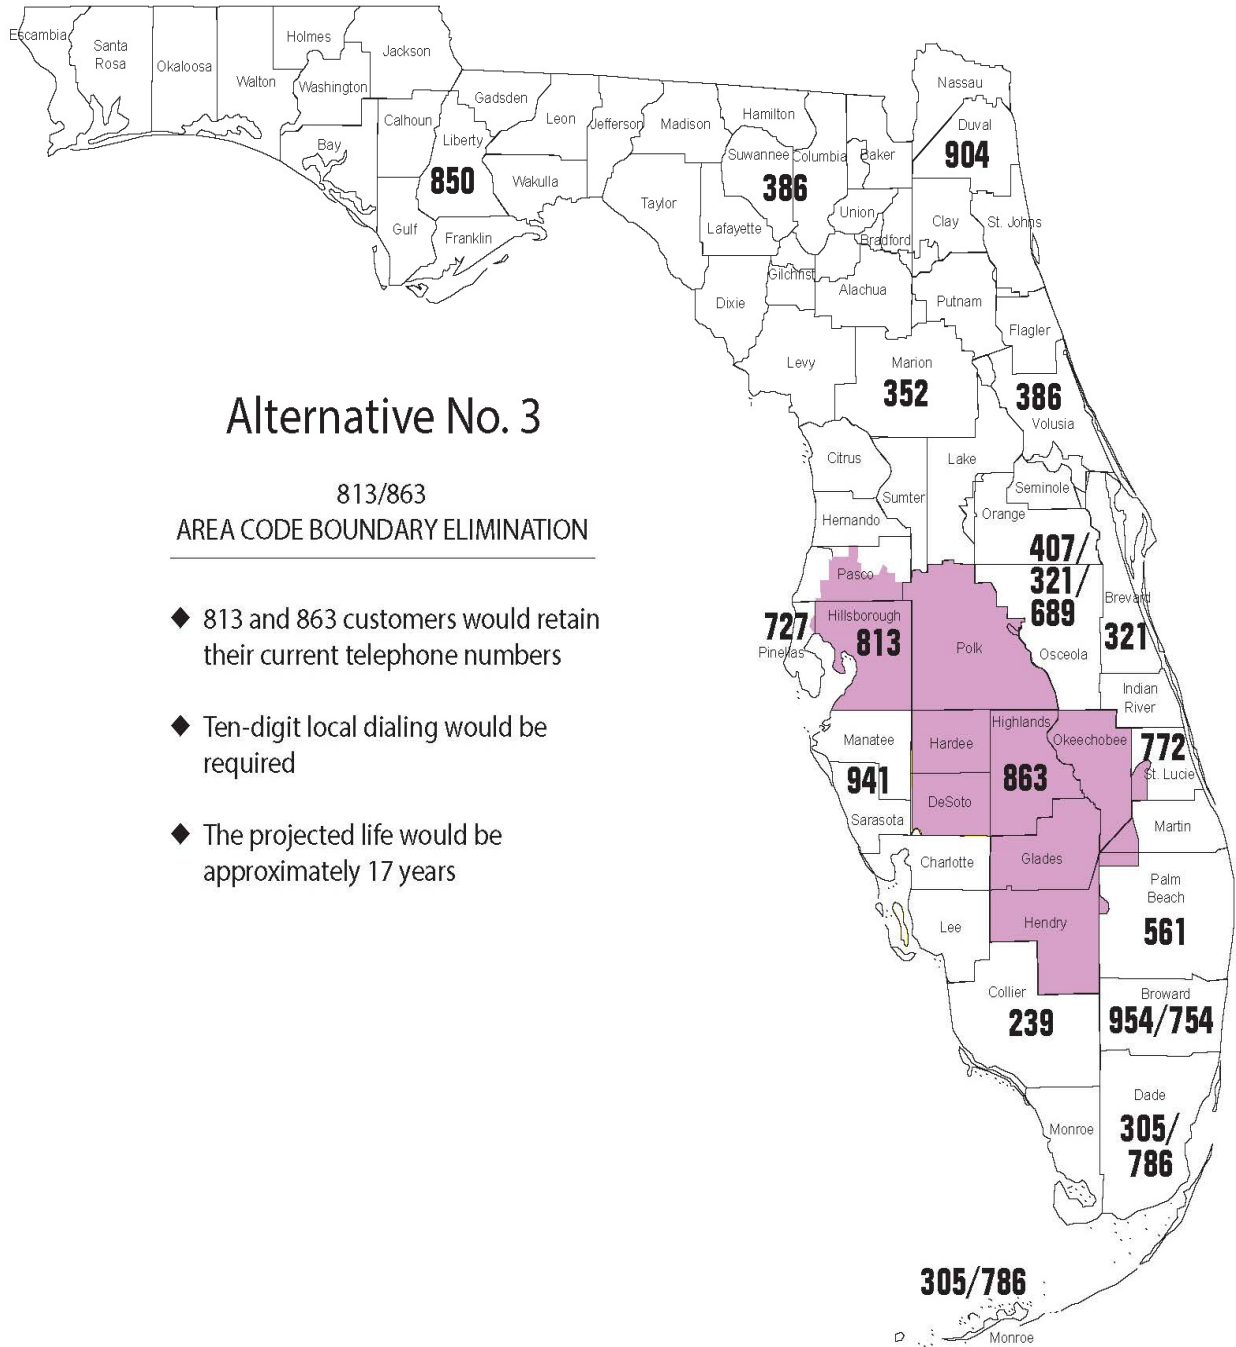 Escambia
Santa
Rosa
Okaloosa
Walton
Holmes
Washington
Jackson
Bay
Calhoun
Gulf
Gadsden
Liberty
850
Franklin
Leon
Wakulla
Jefferson
Madison
Taylor
Hamilton
Suwannee
Columbia
386
Lafayette
Dixie
Gilchrist
Baker
Union
Bradford
Alachua
Nassau
Duval
904
Clay
St. Johns
Putnam
Flagler
Levy
Marion
352
386
Volusia
Alternative No. 3
813/863
AREA CODE BOUNDARY ELIMINATION
◆ 813 and 863 customers would retain
their current telephone numbers
◆ Ten-digit local dialing would be
required
◆ The projected life would be
approximately 17 years
Citrus
Sumter
Lake
Hernando
Seminole
Orange
407/
321/
689
Osceola
Brevard
321
Pasco
Hillsborough
813
727
Pinellas
Polk
Indian
River
Manatee
941
Sarasota
Hardee
DeSoto
Highlands
863
Okeechobee
772
St. Lucie
Martin
Charlotte
Glades
Lee
Hendry
Palm
Beach
561
Collier
239
Broward
954/754
Monroe
Dade
305/
786
305/786
Monroe